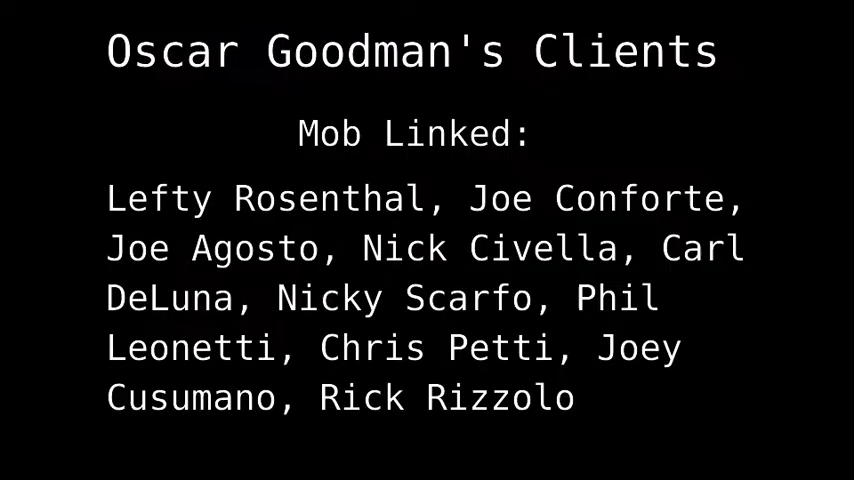 Oscar Goodman's Clients
Mob Linked:
Lefty Rosenthal, Joe Conforte,
Joe Agosto, Nick Civella, Carl
DeLuna, Nicky Scarfo, Phil
Leonetti, Chris Petti, Joey
Cusumano, Rick Rizzolo